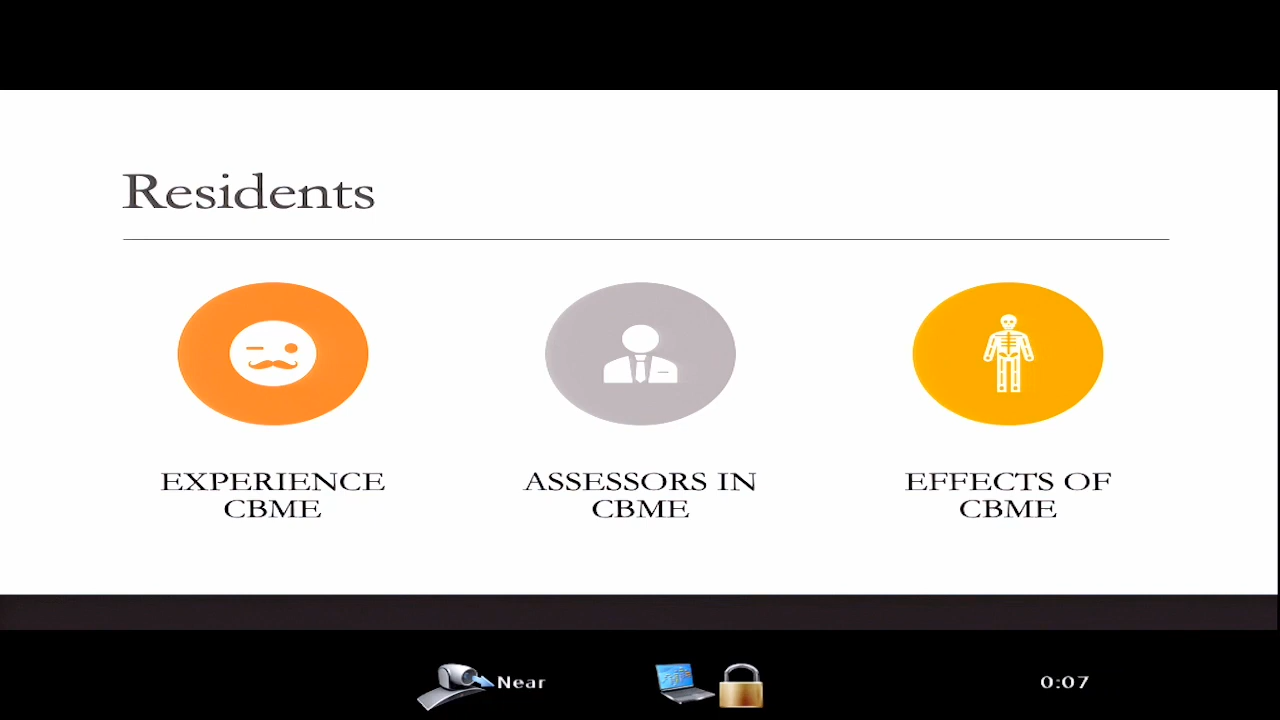 Residents
EXPERIENCE
CBME
ASSESSORS IN
CBME
EFFECTS OF
CBME
Near
0:07